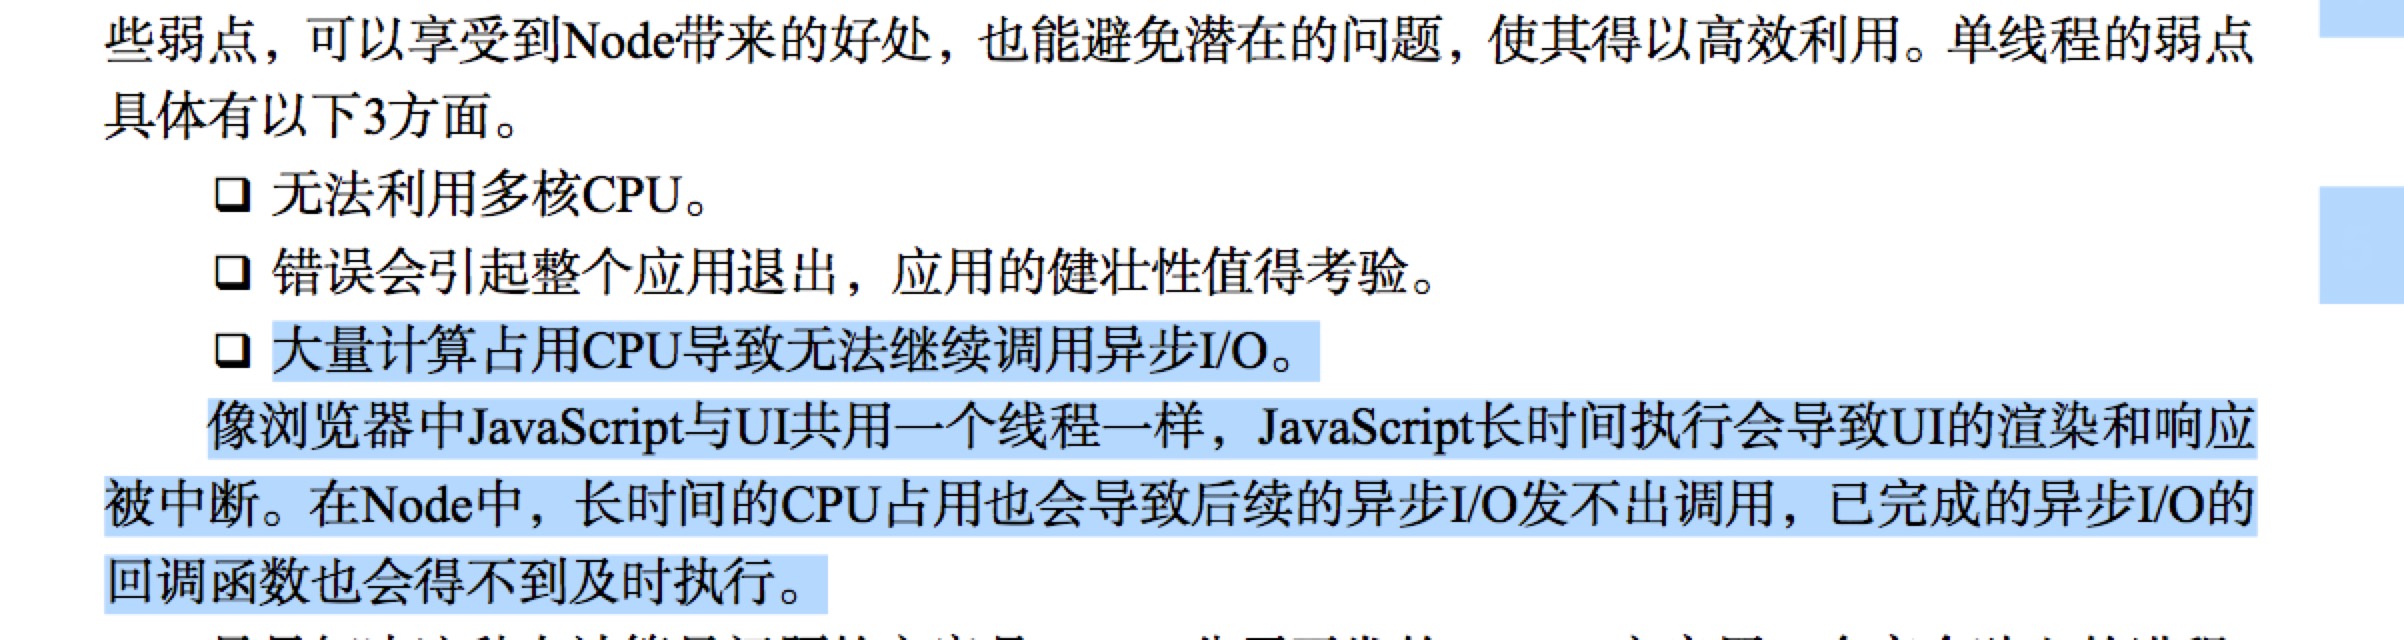 些弱点，可以享受到Node带来的好处，也能避免潜在的问题，使其得以高效利用。单线程的弱点
具体有以下3方面。
❑ 无法利用多核CPU。
❑ 错误会引起整个应用退出，应用的健壮性值得考验。
❑ 大量计算占用CPU导致无法继续调用异步I/O。
像浏览器中JavaScript与UI共用一个线程一样，JavaScript长时间执行会导致UI的渲染和响应
被中断。在Node中，长时间的CPU占用也会导致后续的异步I/O发不出调用，已完成的异步I/O的
回调函数也会得不到及时执行。